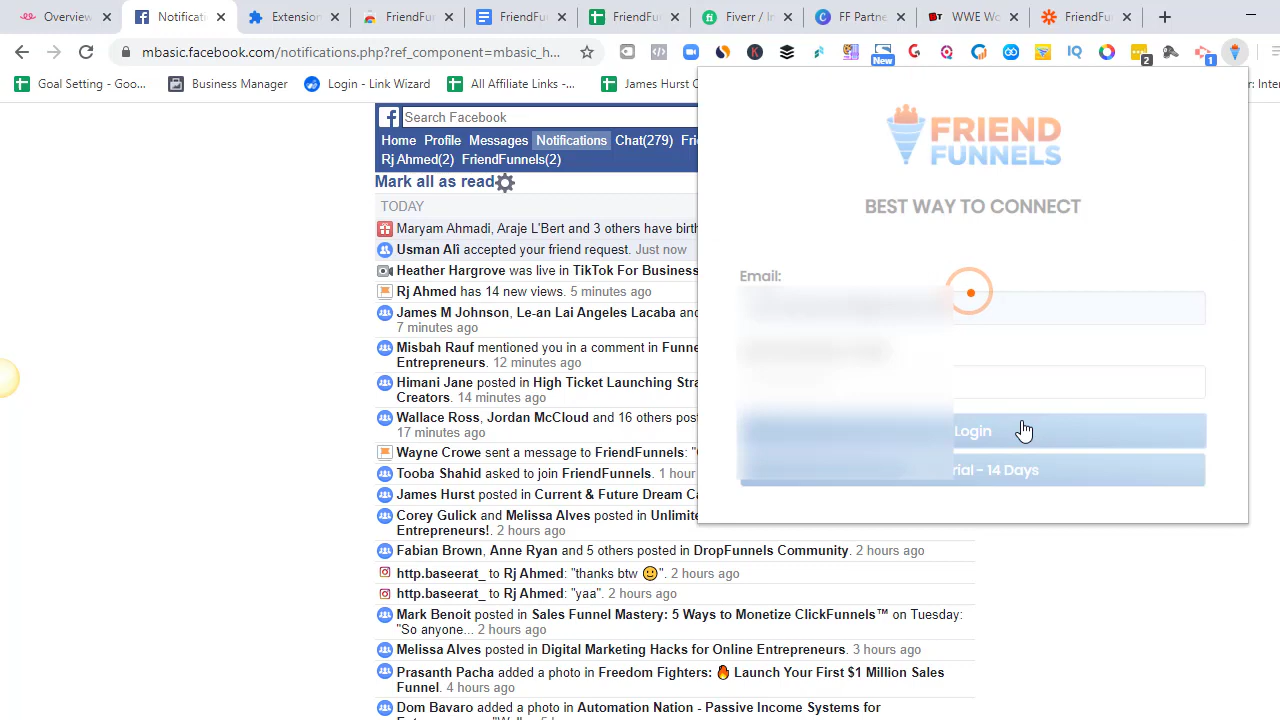 Overview
Notificati
Extension
FriendFun
FriendFun
FriendFun
Fiverr / In
FF Partne
WWE Wo
FriendFun
mbasic.facebook.com/notifications.php?ref_component=mbasic_h...
New
2
1
Goal Setting - Goo...
Business Manager
Login - Link Wizard
All Affiliate Links -...
James Hurst C
Inter
Search Facebook
Home Profile Messages Notifications Chat(279) Frie
Rj Ahmed(2) FriendFunnels(2)
Mark all as read
TODAY
Maryam Ahmadi, Araje L'Bert and 3 others have birth
Usman Ali accepted your friend request. Just now
Heather Hargrove was live in TikTok For Business
Rj Ahmed has 14 new views. 5 minutes ago
James M Johnson, Le-an Lai Angeles Lacaba and
7 minutes ago
Misbah Rauf mentioned you in a comment in Funne
Entrepreneurs. 12 minutes ago
Himani Jane posted in High Ticket Launching Stra
Creators. 14 minutes ago
Wallace Ross, Jordan McCloud and 16 others post
17 minutes ago
Wayne Crowe sent a message to FriendFunnels: "
Tooba Shahid asked to join FriendFunnels. 1 hour
James Hurst posted in Current & Future Dream Ca
Corey Gulick and Melissa Alves posted in Unlimite
Entrepreneurs!. 2 hours ago
Fabian Brown, Anne Ryan and 5 others posted in DropFunnels Community. 2 hours ago
http.baseerat_ to Rj Ahmed: "thanks btw 🙂". 2 hours ago
http.baseerat_ to Rj Ahmed: "yaa". 2 hours ago
Mark Benoit posted in Sales Funnel Mastery: 5 Ways to Monetize ClickFunnels™ on Tuesday:
"So anyone... 2 hours ago
Melissa Alves posted in Digital Marketing Hacks for Online Entrepreneurs. 3 hours ago
Prasanth Pacha added a photo in Freedom Fighters: 🔥 Launch Your First $1 Million Sales
Funnel. 4 hours ago
Dom Bavaro added a photo in Automation Nation - Passive Income Systems for
FRIEND
FUNNELS
BEST WAY TO CONNECT
Email:
Login
rial - 14 Days